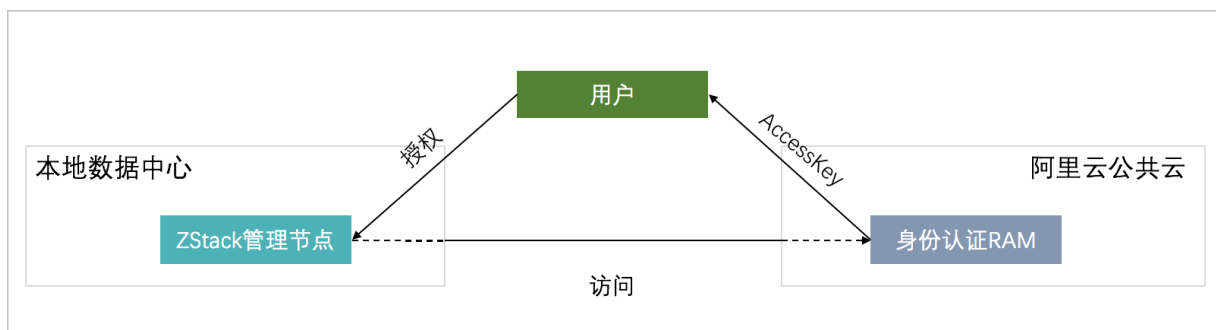 用户
授权
AccessKey
本地数据中心
阿里云公共云
ZStack管理节点
身份认证RAM
访问